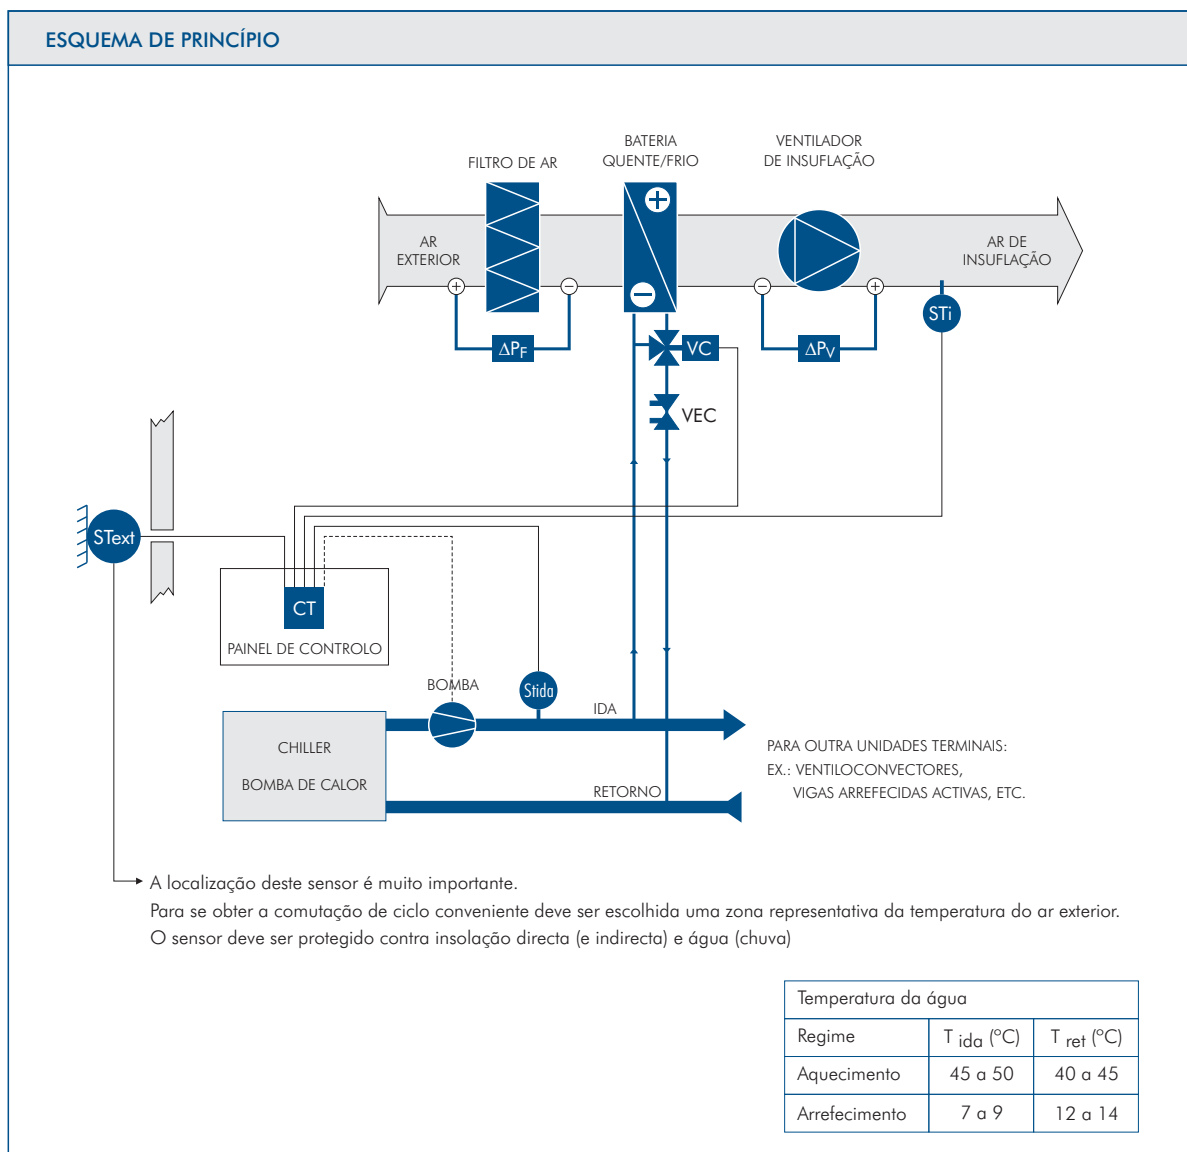 ESQUEMA DE PRINCÍPIO
FILTRO DE AR
BATERIA
QUENTE/FRIO
VENTILADOR
DE INSUFLAÇÃO
AR
EXTERIOR
AR DE
INSUFLAÇÃO
+
−
+
−
−
+
ΔPF
VC
ΔPV
STi
VEC
SText
CT
PAINEL DE CONTROLO
BOMBA
Stida
IDA
CHILLER
BOMBA DE CALOR
RETORNO
PARA OUTRA UNIDADES TERMINAIS:
EX.: VENTILOCONVECTORES,
VIGAS ARREFECIDAS ACTIVAS, ETC.
A localização deste sensor é muito importante.
Para se obter a comutação de ciclo conveniente deve ser escolhida uma zona representativa da temperatura do ar exterior.
O sensor deve ser protegido contra insolação directa (e indirecta) e água (chuva)
Temperatura da água
Regime T ida (ºC) T ret (ºC)
Aquecimento 45 a 50 40 a 45
Arrefecimento 7 a 9 12 a 14